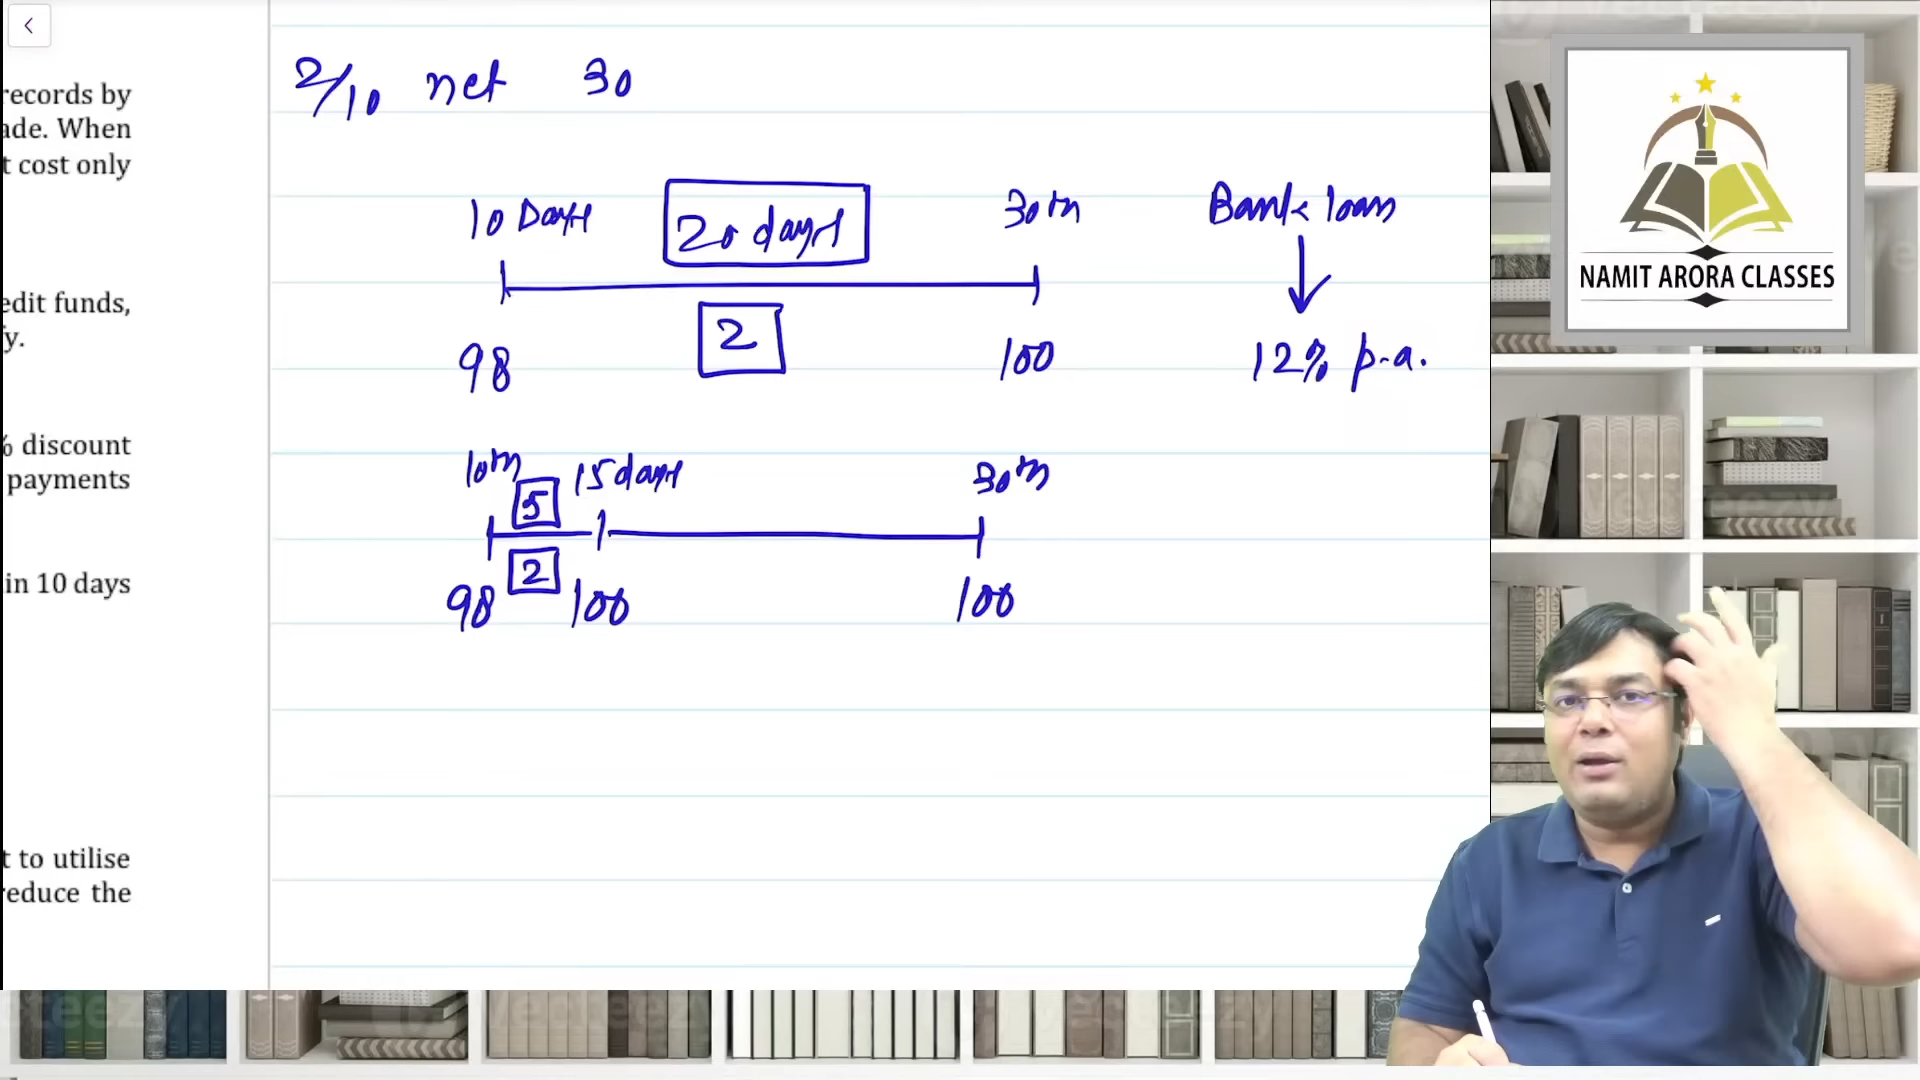 records by
ade. When
t cost only
edit funds,
y.
% discount
payments
in 10 days
t to utilise
reduce the
2/10 net 30
10 Days 20 days 30th Bank loan
98 2 100 12% p.a.
10th 5 15 days 30th
98 2 100 100
NAMIT ARORA CLASSES